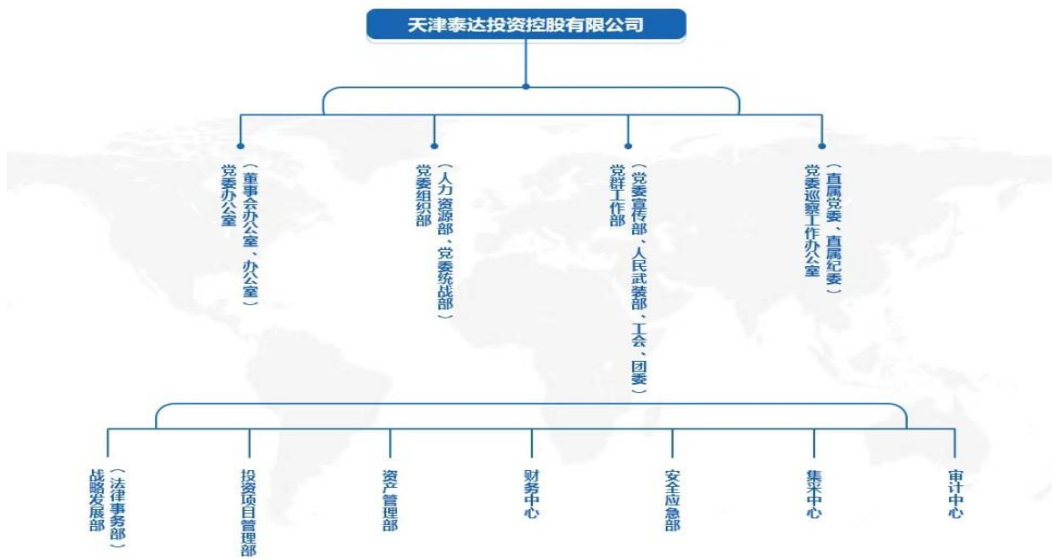 天津泰达投资控股有限公司
党委办公室
（董事会办公室、办公室）
党委组织部
（人力资源部、党委统战部）
党群工作部
（党委宣传部、人民武装部、工会、团委）
党委巡察工作办公室
（直属党委、直属纪委）
战略发展部
（法律事务部）
投资项目管理部
资产管理部
财务中心
安全应急部
集采中心
审计中心